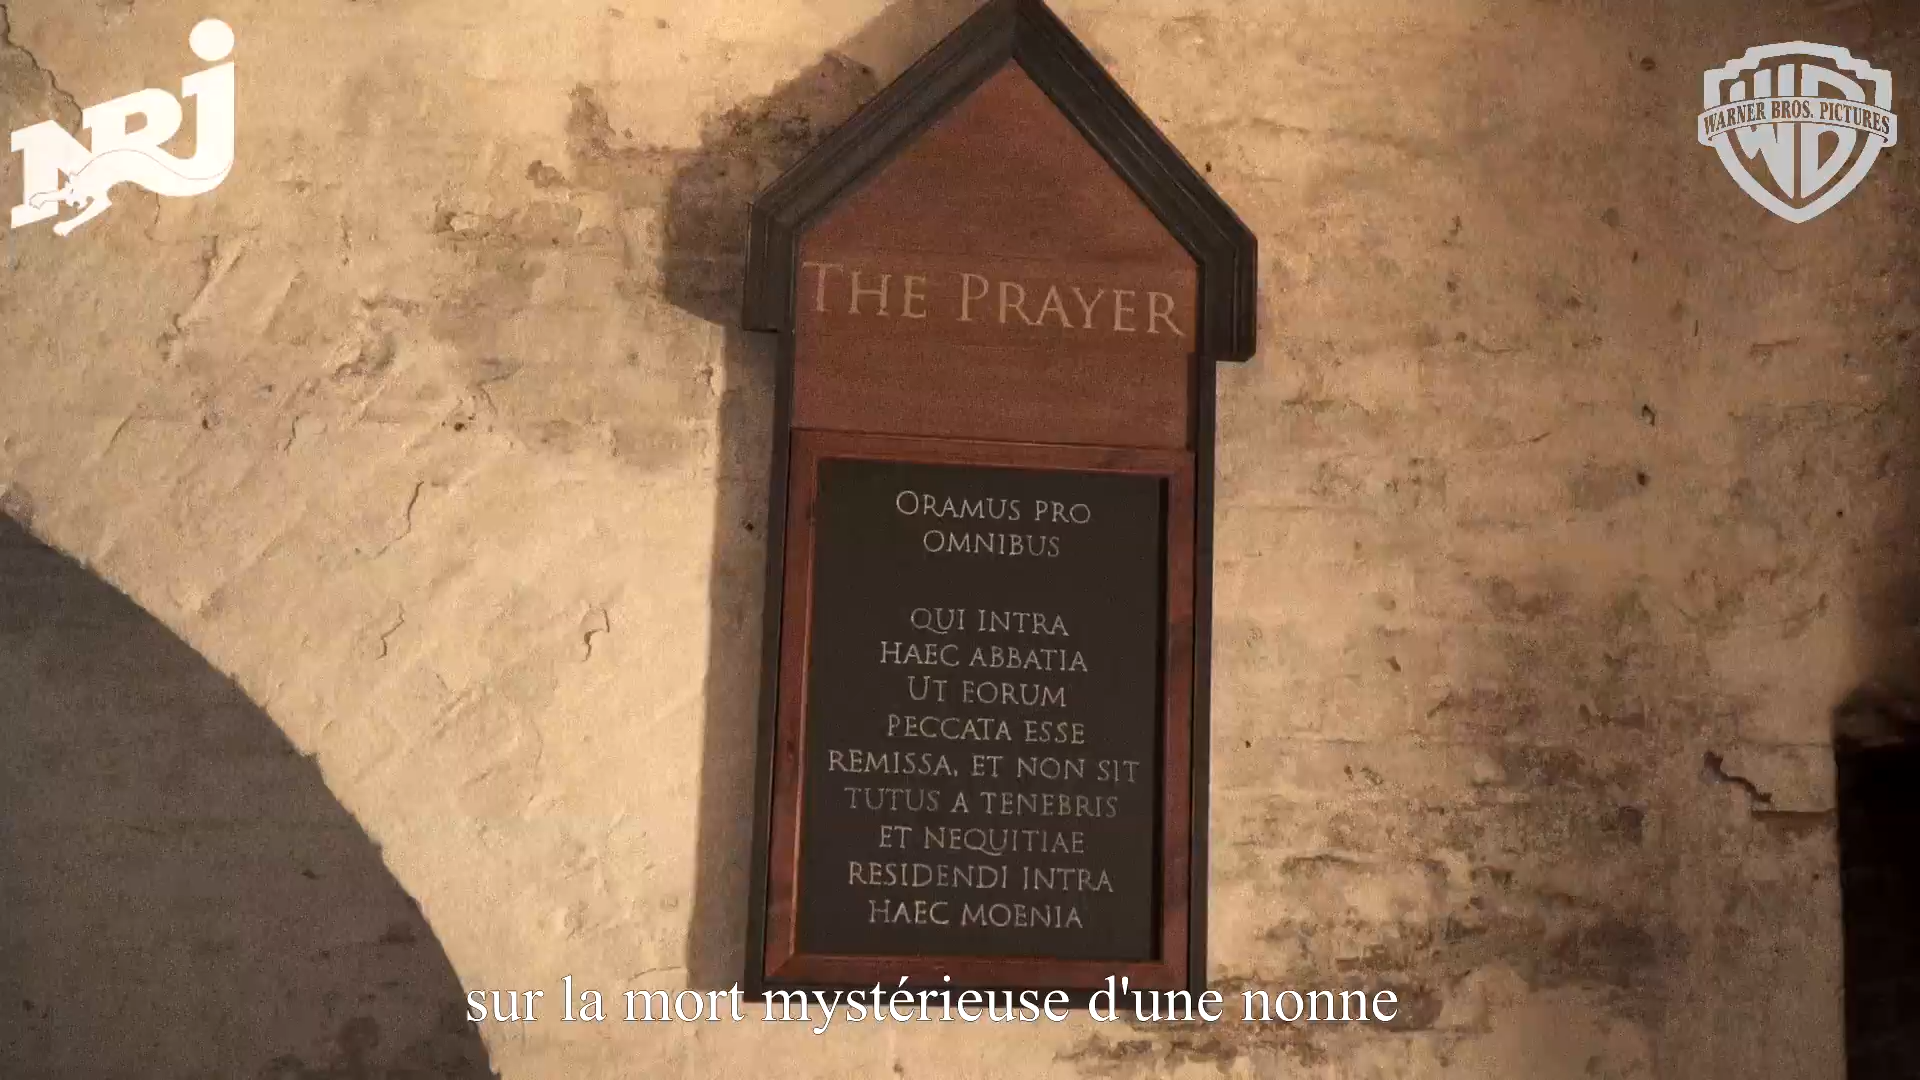 NRJ
WARNER BROS. PICTURES
THE PRAYER
ORAMUS PRO
OMNIBUS
QUI INTRA
HAEC ABBATIA
UT EORUM
PECCATA ESSE
REMISSA, ET NON SIT
TUTUS A TENEBRIS
ET NEQUITIAE
RESIDENDI INTRA
HAEC MOENIA
sur la mort mystérieuse d'une nonne